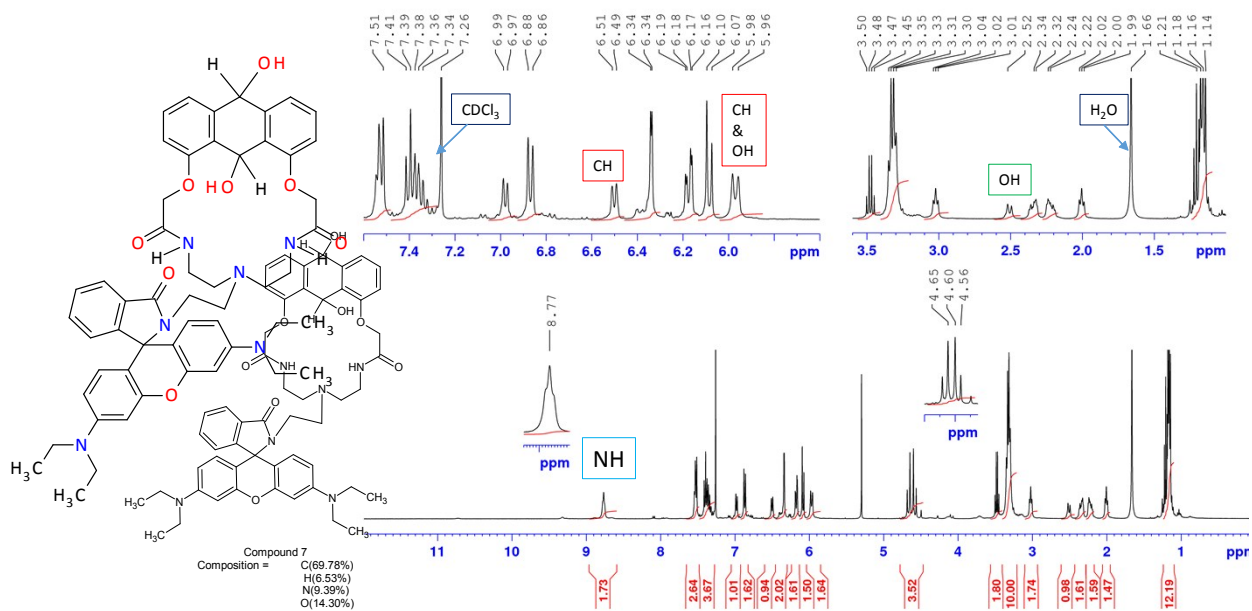 7.51 7.41 7.39 7.38 7.36 7.34 7.26 6.99 6.97 6.88 6.86 6.51 6.49 6.34 6.34 6.19 6.18 6.17 6.16 6.10 6.07 5.98 5.96
3.50 3.48 3.47 3.45 3.35 3.33 3.31 3.30 3.04 3.02 3.01 2.52 2.34 2.32 2.24 2.22 2.02 2.00 1.99 1.66 1.21 1.18 1.16 1.14
CDCl3
CH
CH
&
OH
OH
H2O
7.4 7.2 7.0 6.8 6.6 6.4 6.2 6.0 ppm
3.5 3.0 2.5 2.0 1.5 ppm
H OH
HO H
O O
O O
N H
N H
H OH
N
O
N
OH
H
O O
N
CH3
CH3
O O
NH HN
N
O
N
O
N
H3C
CH3
N N
H3C CH3
O
CH3 CH3
Compound 7
Composition = C(69.78%)
H(6.53%)
N(9.39%)
O(14.30%)
8.77
ppm
NH
4.65 4.60 4.56
ppm
11 10 9 8 7 6 5 4 3 2 1 ppm
1.73 2.64 3.67 1.01 1.62 0.94 2.02 1.61 1.50 1.64 3.52 1.80 10.00 1.74 0.98 1.61 1.59 1.47 12.19